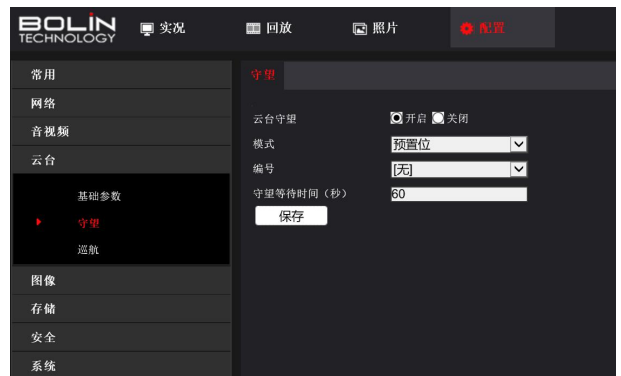 BOLIN
TECHNOLOGY
实况 回放 照片 配置
常用
网络
音视频
云台
基础参数
守望
巡航
图像
存储
安全
系统
守望
云台守望 开启 关闭
模式 预置位
编号 [无]
守望等待时间（秒） 60
保存